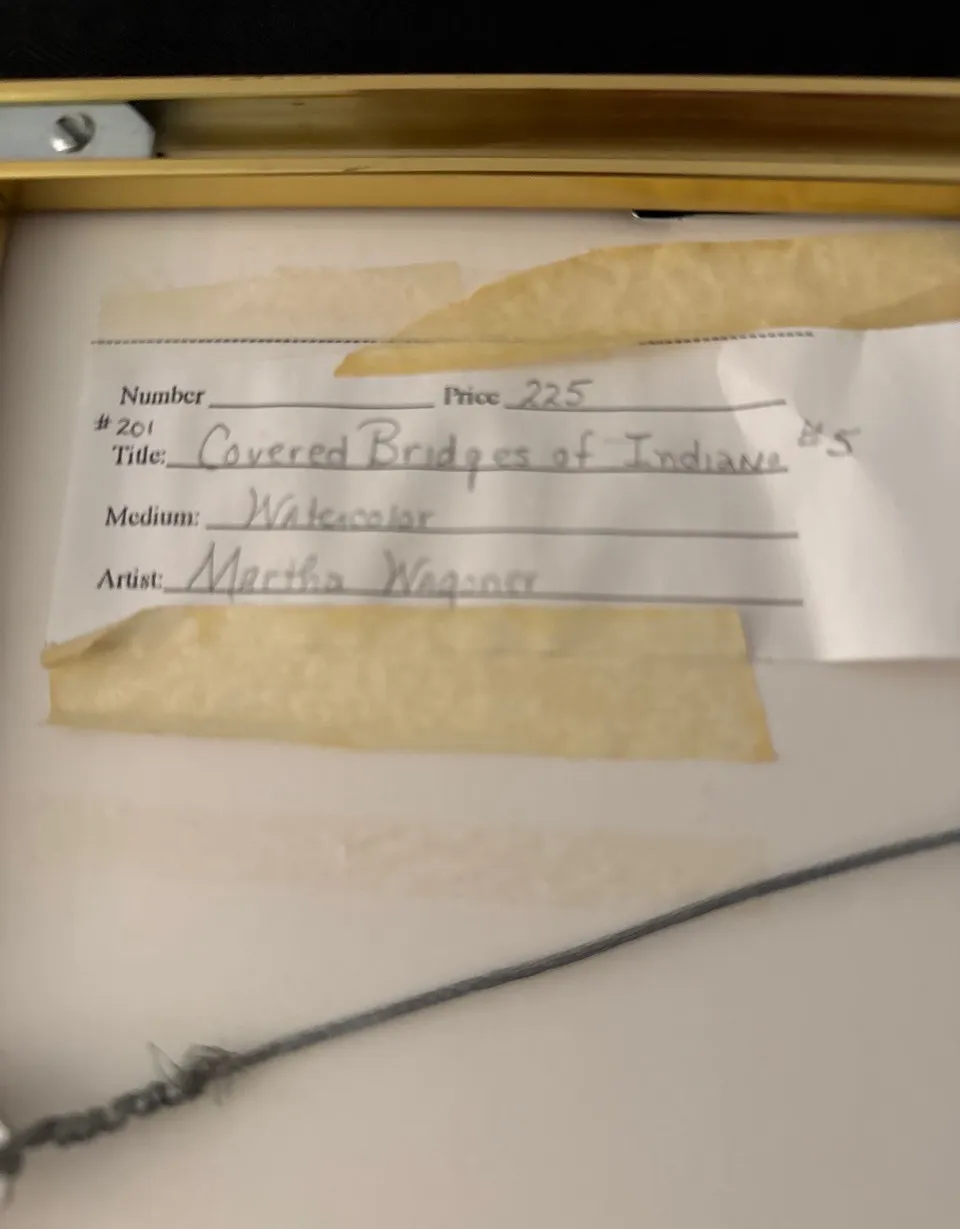 Number Price 225
#201
Title: Covered Bridges of Indiana #5
Medium: Watercolor
Artist: Martha Wagoner